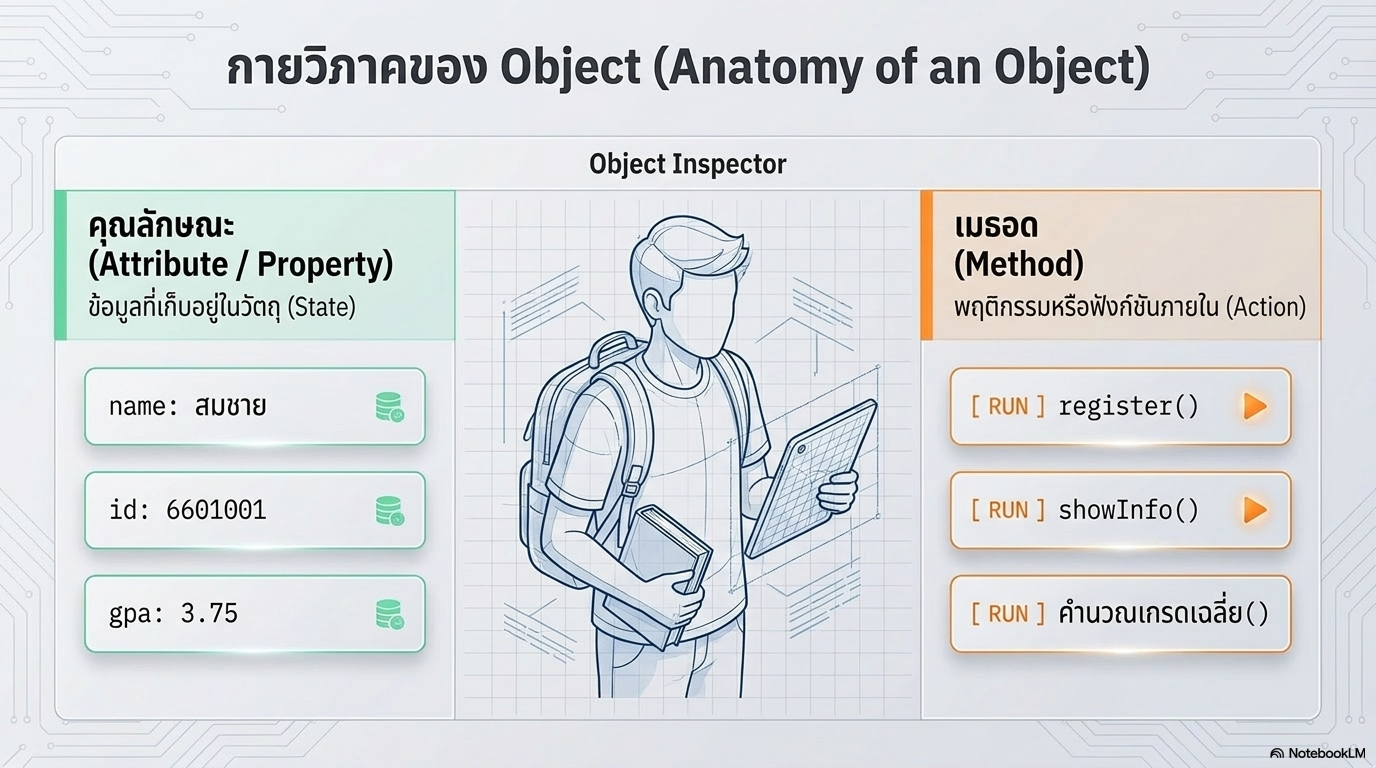 กายวิภาคของ Object (Anatomy of an Object)
Object Inspector
คุณลักษณะ
(Attribute / Property)
ข้อมูลที่เก็บอยู่ในวัตถุ (State)
name: สมชาย
id: 6601001
gpa: 3.75
เมธอด
(Method)
พฤติกรรมหรือฟังก์ชันภายใน (Action)
[ RUN ] register()
[ RUN ] showInfo()
[ RUN ] คำนวณเกรดเฉลี่ย()
NotebookLM